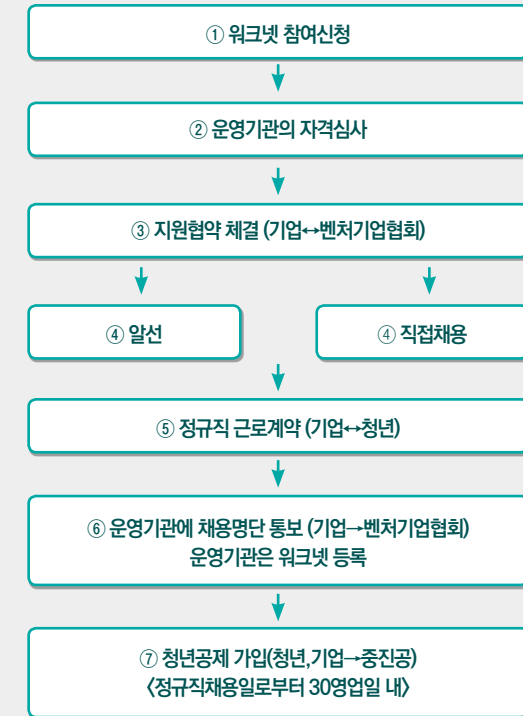 ① 워크넷 참여신청
② 운영기관의 자격심사
③ 지원협약 체결 (기업↔벤처기업협회)
④ 알선
④ 직접채용
⑤ 정규직 근로계약 (기업↔청년)
⑥ 운영기관에 채용명단 통보 (기업→벤처기업협회)
운영기관은 워크넷 등록
⑦ 청년공제 가입(청년,기업→중진공)
〈정규직채용일로부터 30영업일 내〉